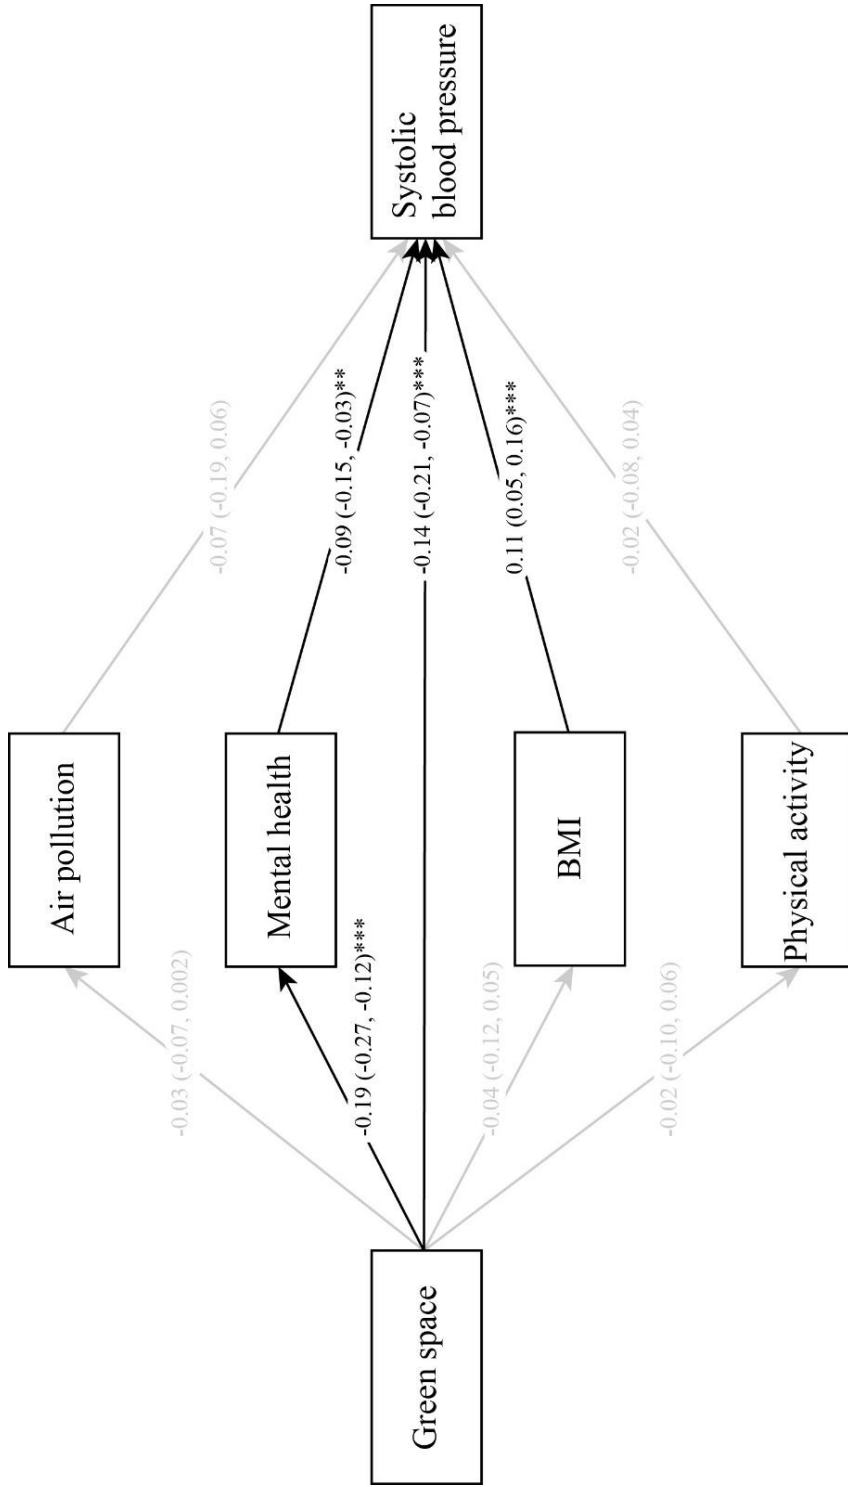 Green space
Air pollution
Mental health
BMI
Physical activity
Systolic
blood pressure
-0.03 (-0.07, 0.002)
-0.19 (-0.27, -0.12)***
-0.04 (-0.12, 0.05)
-0.02 (-0.10, 0.06)
-0.07 (-0.19, 0.06)
-0.09 (-0.15, -0.03)**
-0.14 (-0.21, -0.07)***
0.11 (0.05, 0.16)***
-0.02 (-0.08, 0.04)